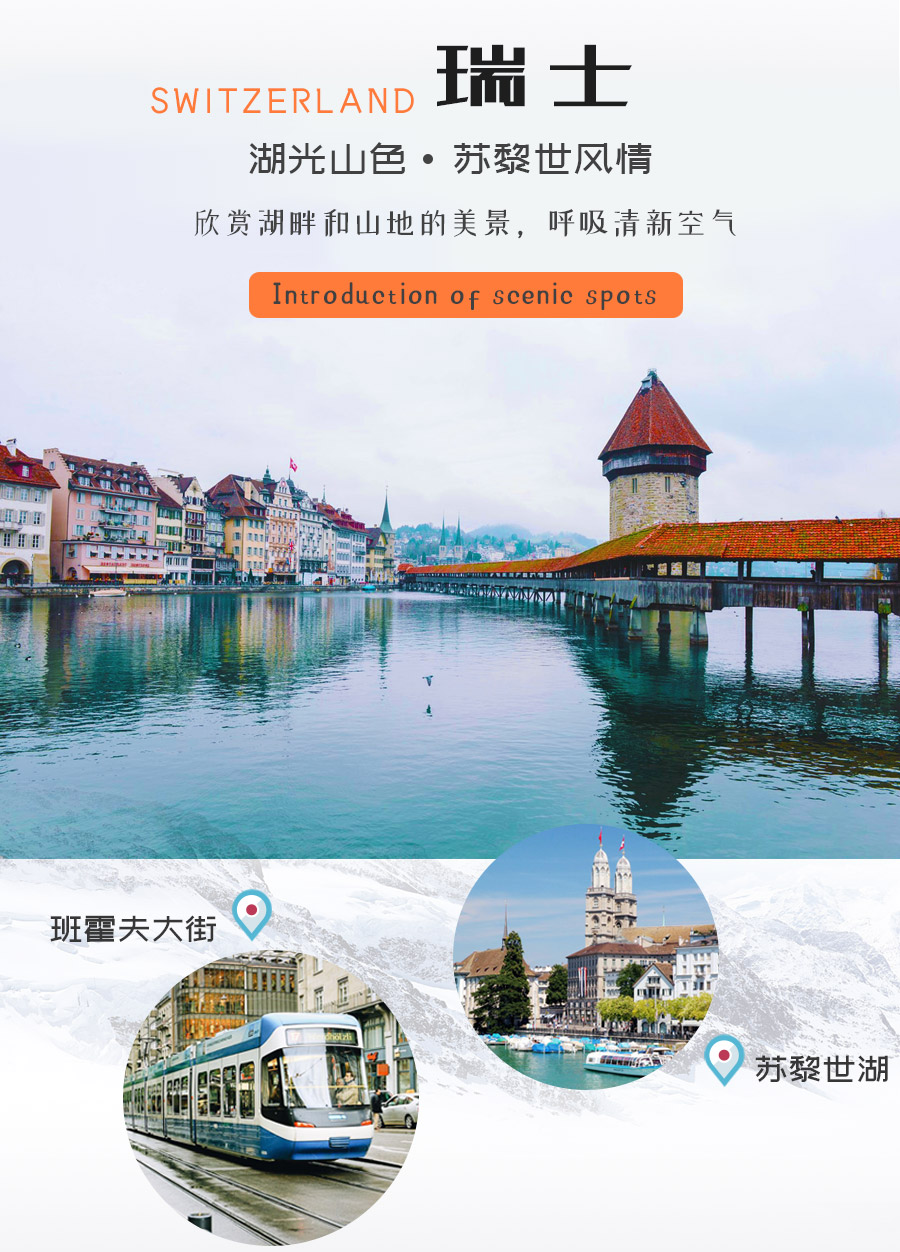 SWITZERLAND 瑞士
湖光山色·苏黎世风情
欣赏湖畔和山地的美景，呼吸清新空气
Introduction of scenic spots
班霍夫大街
苏黎世湖